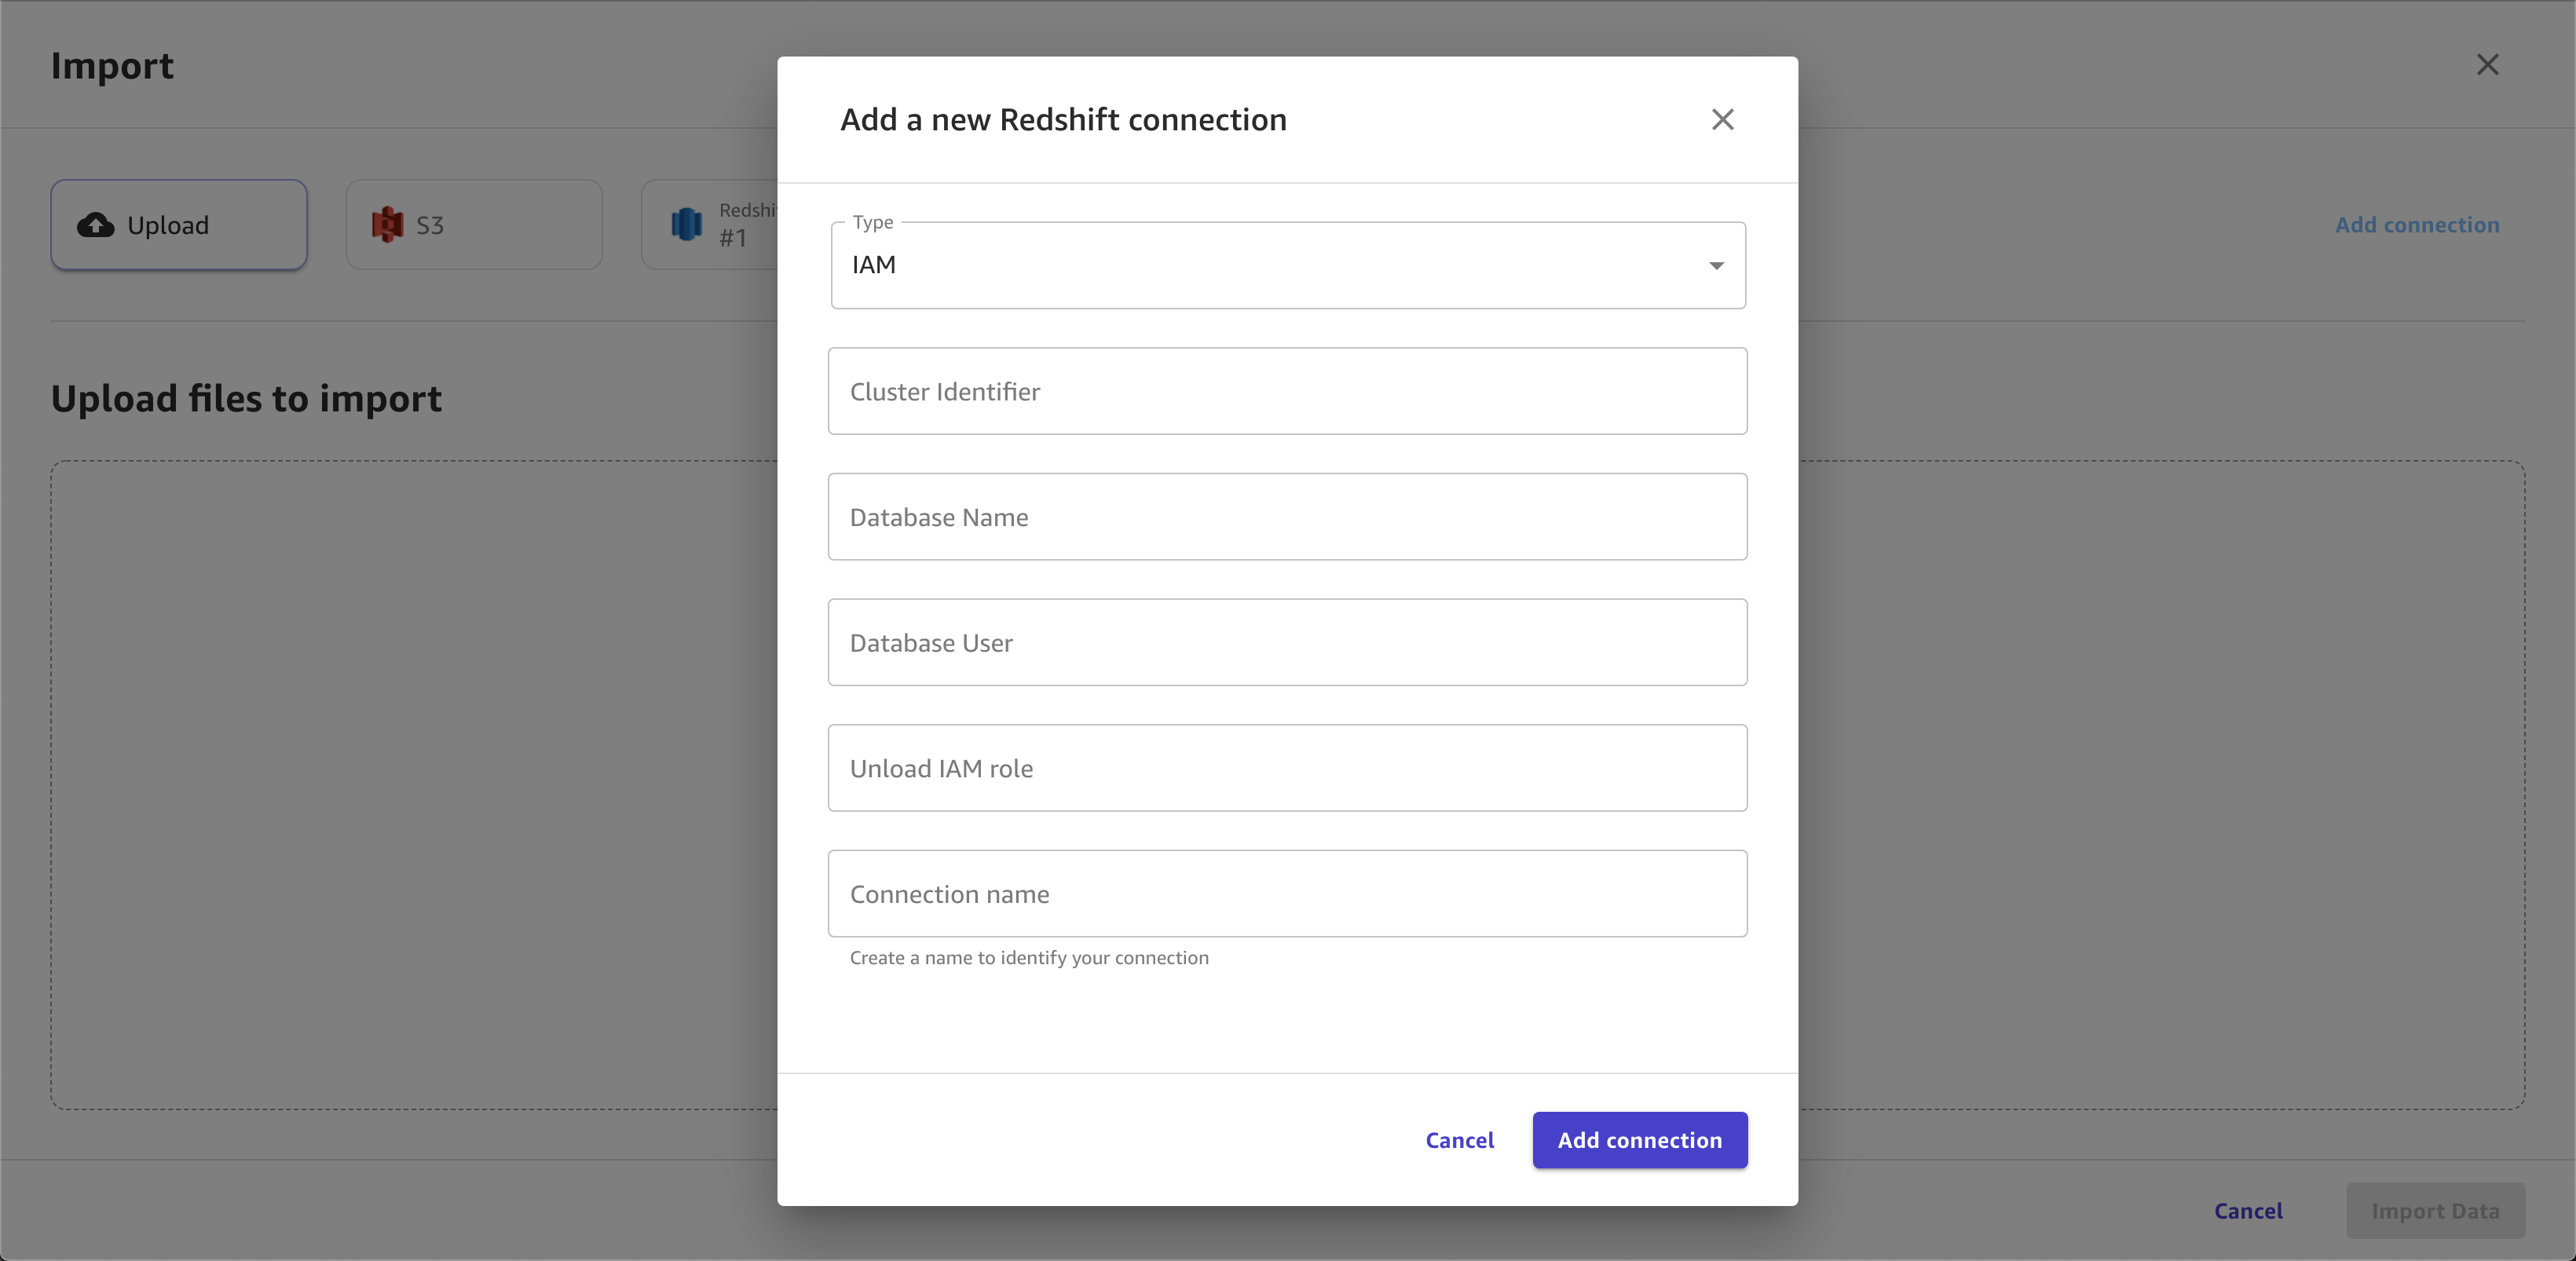 Import
Upload
S3
#1
Add connection
Upload files to import
Add a new Redshift connection
Type
IAM
Cluster Identifier
Database Name
Database User
Unload IAM role
Connection name
Create a name to identify your connection
Cancel
Add connection
Cancel
Import Data